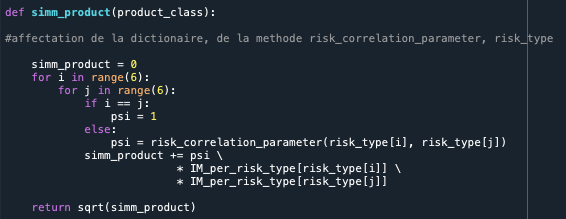 def simm_product(product_class):
#affectation de la dictionaire, de la methode risk_correlation_parameter, risk_type
simm_product = 0
for i in range(6):
for j in range(6):
if i == j:
psi = 1
else:
psi = risk_correlation_parameter(risk_type[i], risk_type[j])
simm_product += psi \
* IM_per_risk_type[risk_type[i]] \
* IM_per_risk_type[risk_type[j]]
return sqrt(simm_product)